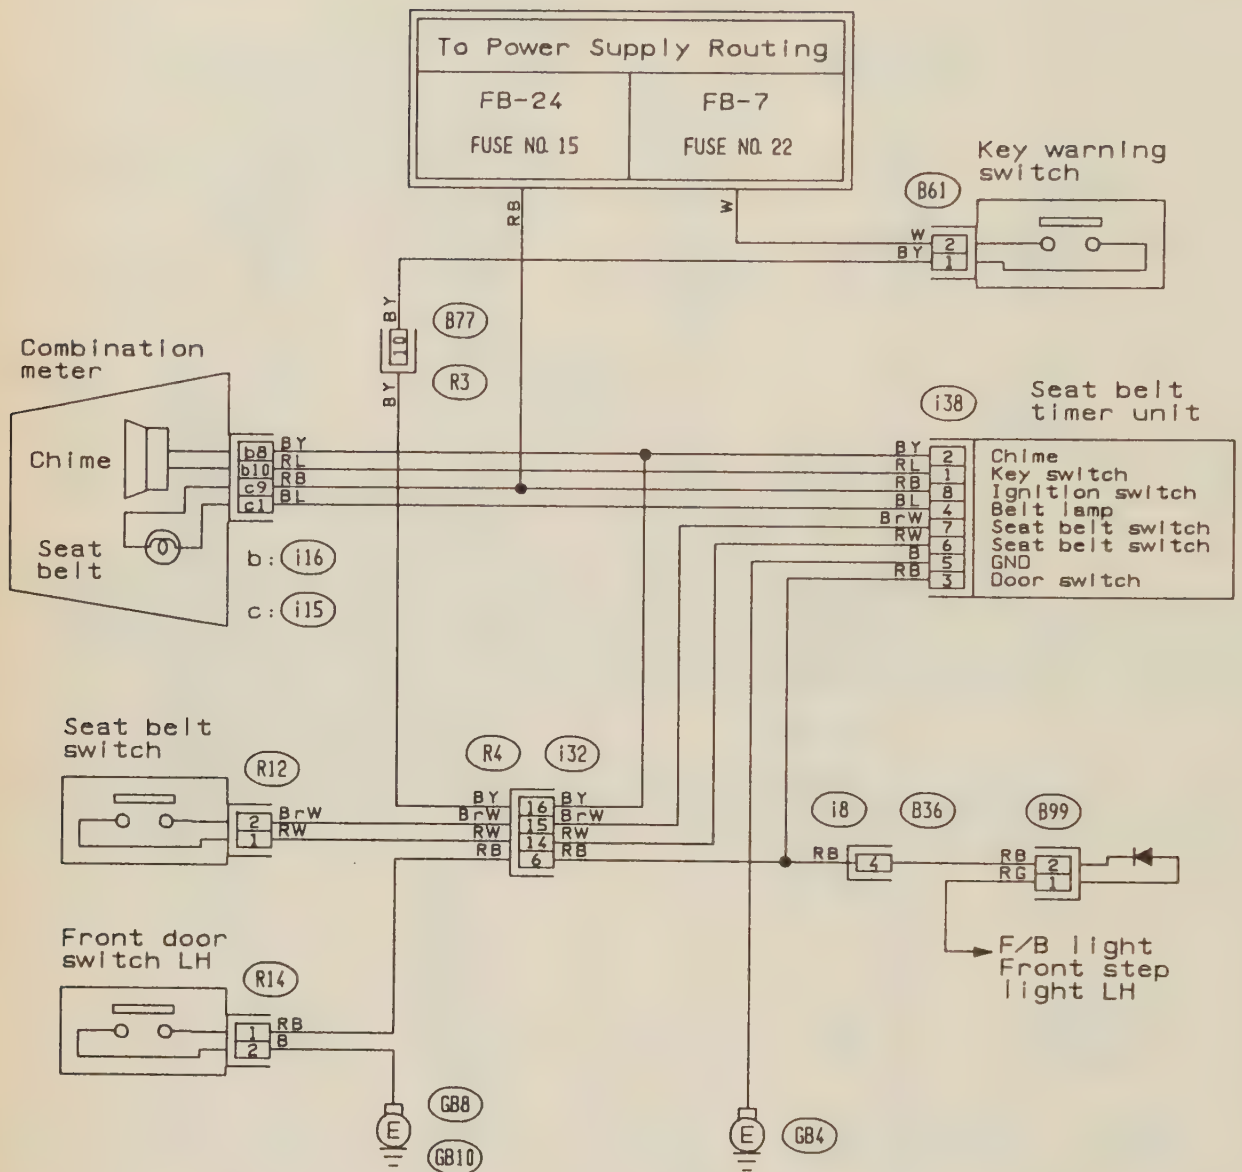 To Power Supply Routing
FB-24
FUSE NO. 15
FB-7
FUSE NO. 22
RB
W
Key warning
switch
B61
W
BY
2
1
BY
10
BY
B77
R3
Combination
meter
Chime
Seat
belt
b8
b10
c9
c1
BY
RL
RB
BL
b: i16
c: i15
i38
Seat belt
timer unit
BY
RL
RB
BL
BrW
RW
B
RB
2 Chime
1 Key switch
8 Ignition switch
4 Belt lamp
7 Seat belt switch
6 Seat belt switch
5 GND
3 Door switch
Seat belt
switch
R12
2
1
BrW
RW
R4
i32
BY 16 BY
BrW 15 BrW
RW 14 RW
RB 6 RB
i8
B36
B99
RB
4
RB
RG
2
1
F/B light
Front step
light LH
Front door
switch LH
R14
1
2
RB
B
E
GB8
GB10
E
GB4